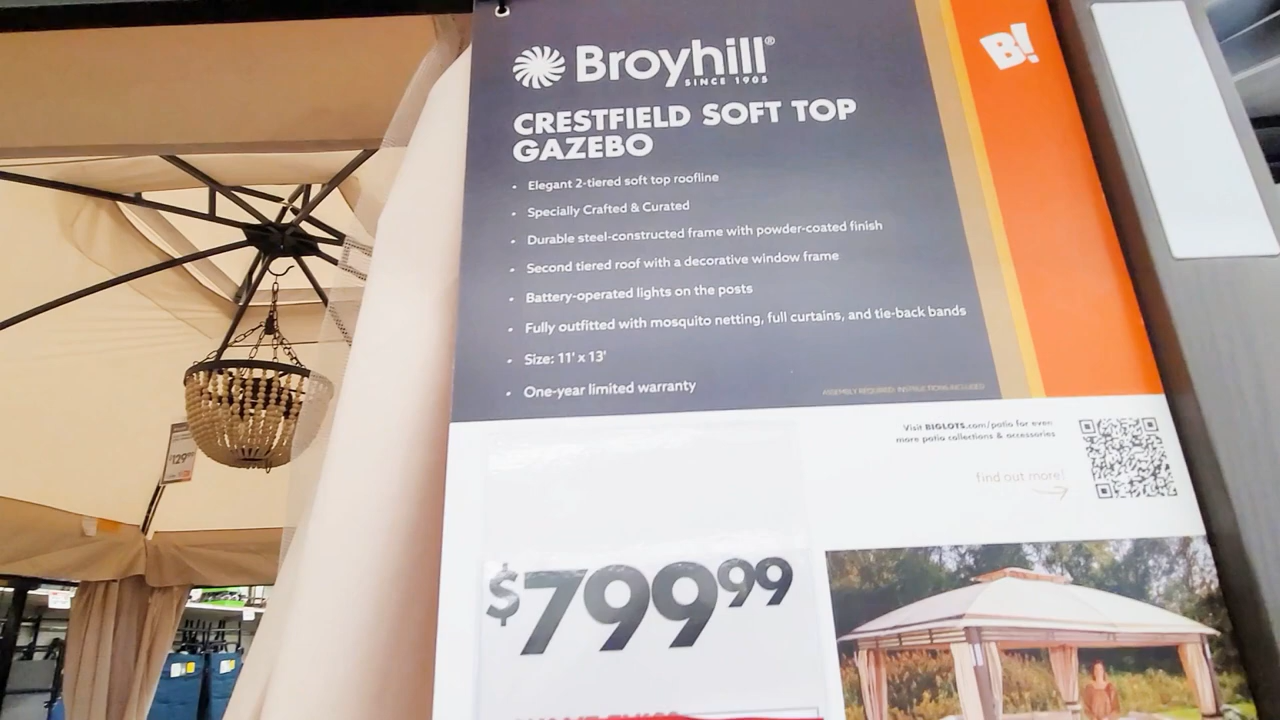 Broyhill®
SINCE 1905
B!
CRESTFIELD SOFT TOP
GAZEBO
• Elegant 2-tiered soft top roofline
• Specially Crafted & Curated
• Durable steel-constructed frame with powder-coated finish
• Second tiered roof with a decorative window frame
• Battery-operated lights on the posts
• Fully outfitted with mosquito netting, full curtains, and tie-back bands
• Size: 11' x 13'
• One-year limited warranty
ASSEMBLY REQUIRED. INSTRUCTIONS INCLUDED
Visit BIGLOTS.com/patio for even
more patio collections & accessories
find out more!
$12999
$79999